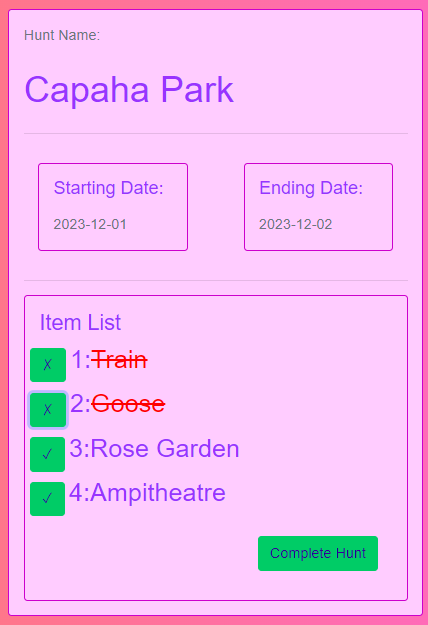 Hunt Name:
Capaha Park
Starting Date:
2023-12-01
Ending Date:
2023-12-02
Item List
✗ 1:Train
✗ 2:Goose
✓ 3:Rose Garden
✓ 4:Ampitheatre
Complete Hunt